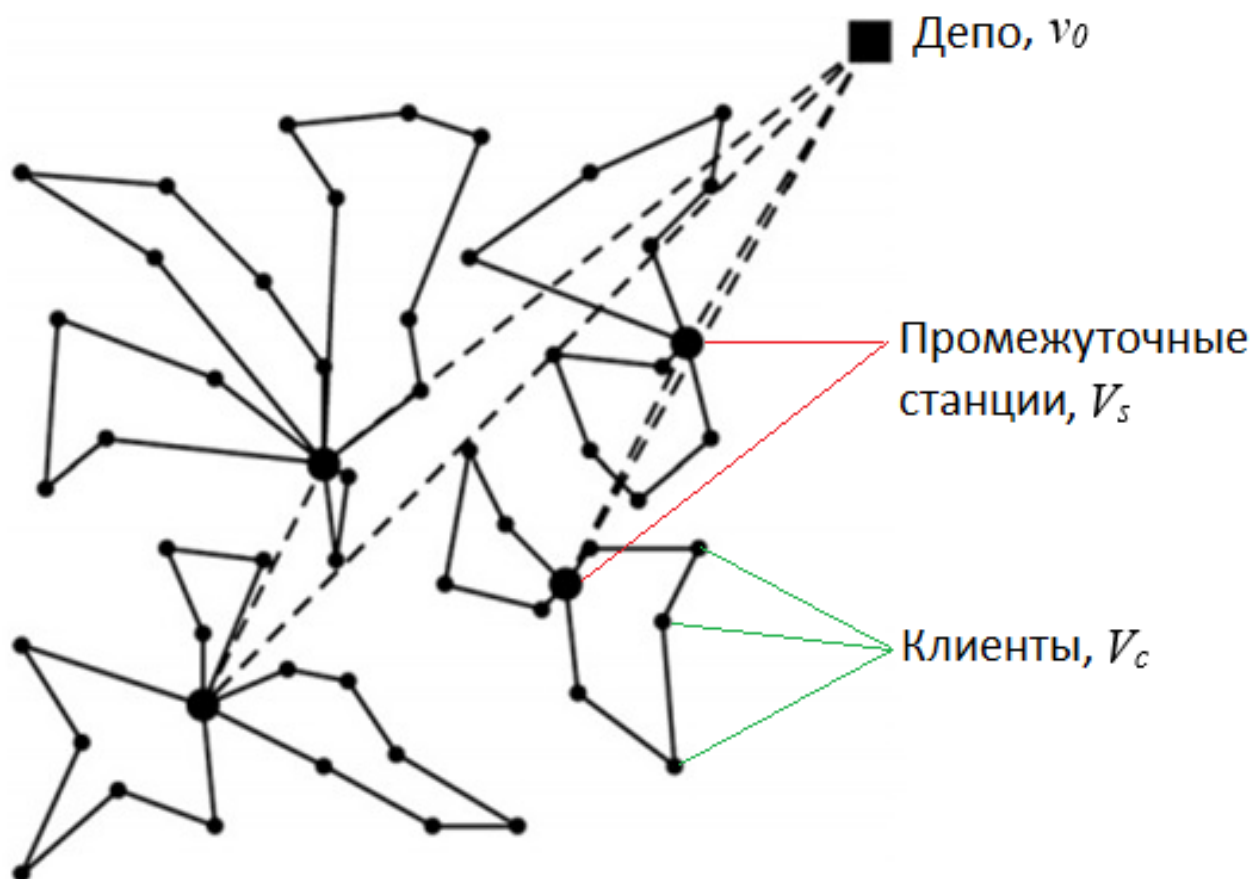 Депо, v₀
Промежуточные
станции, Vₛ
Клиенты, V꜀